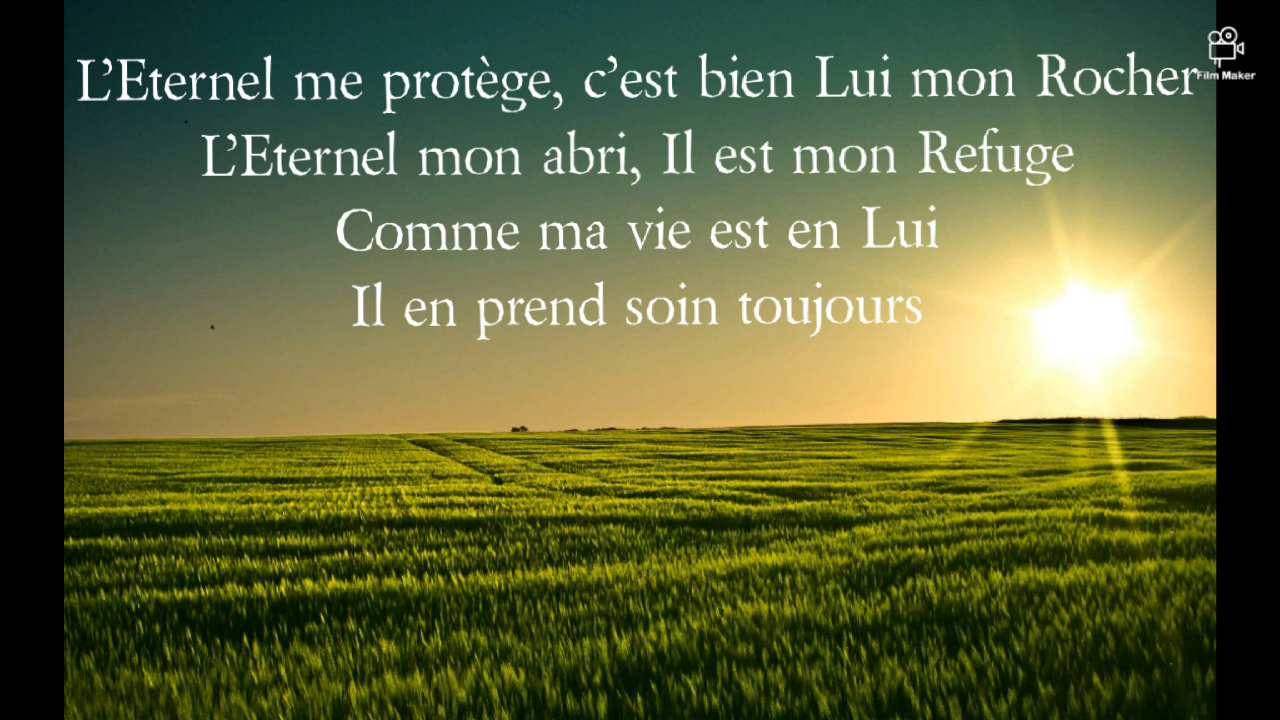 L'Eternel me protège, c'est bien Lui mon Rocher
L'Eternel mon abri, Il est mon Refuge
Comme ma vie est en Lui
Il en prend soin toujours
Film Maker